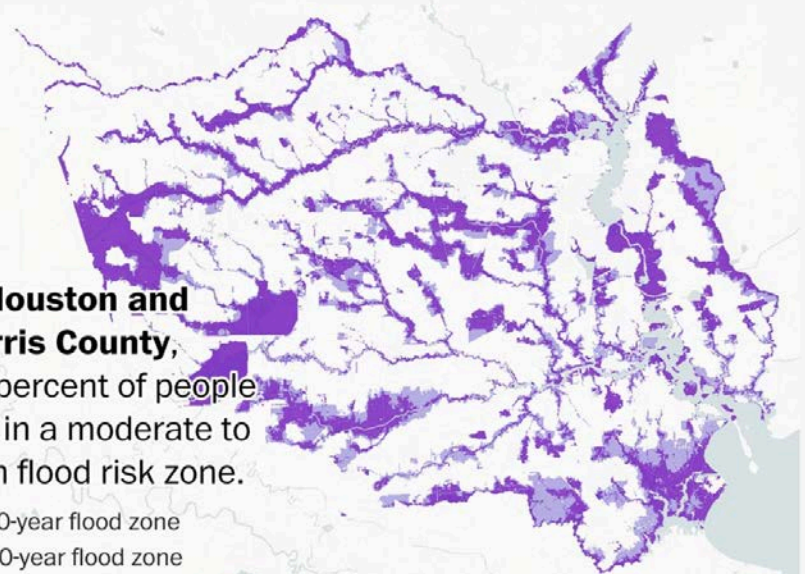 Houston and
rris County,
percent of people
in a moderate to
n flood risk zone.
0-year flood zone
0-year flood zone